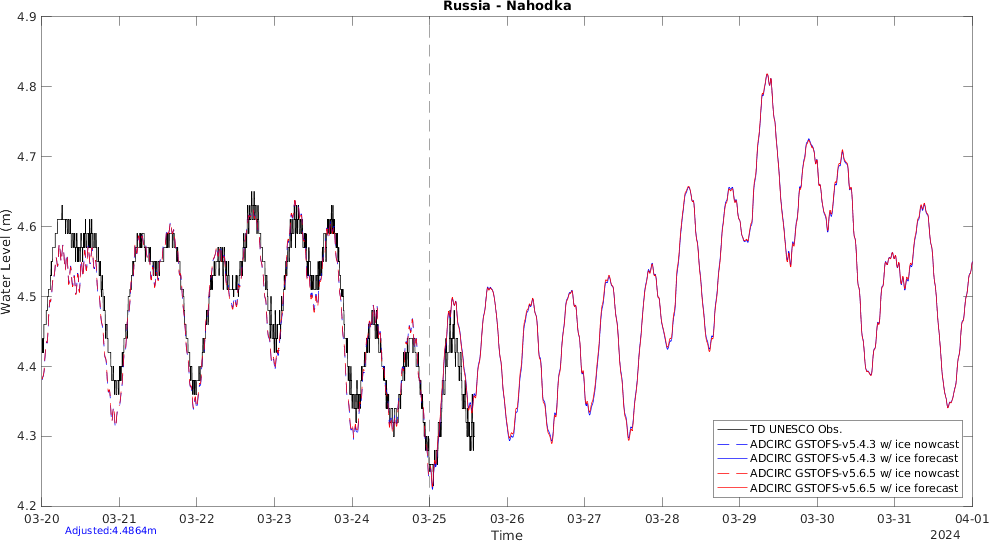 Russia - Nahodka
4.9
4.8
4.7
4.6
4.5
4.4
4.3
4.2
Water Level (m)
TD UNESCO Obs.
ADCIRC GSTOFS-v5.4.3 w/ ice nowcast
ADCIRC GSTOFS-v5.4.3 w/ ice forecast
ADCIRC GSTOFS-v5.6.5 w/ ice nowcast
ADCIRC GSTOFS-v5.6.5 w/ ice forecast
03-20 03-21 03-22 03-23 03-24 03-25 03-26 03-27 03-28 03-29 03-30 03-31 04-01
Adjusted:4.4864m
Time
2024